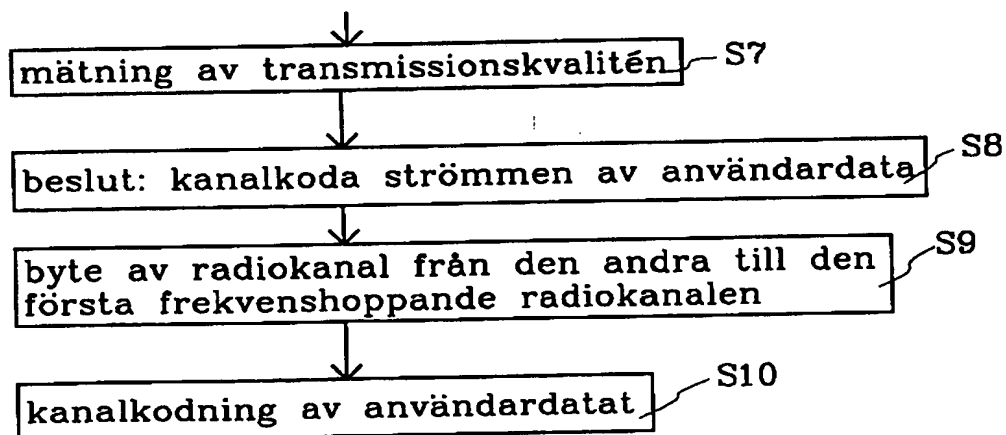 mätning av transmissionskvalitén
S7
beslut: kanalkoda strömmen av användardata
S8
byte av radiokanal från den andra till den
första frekvenshoppande radiokanalen
S9
kanalkodning av användardatat
S10